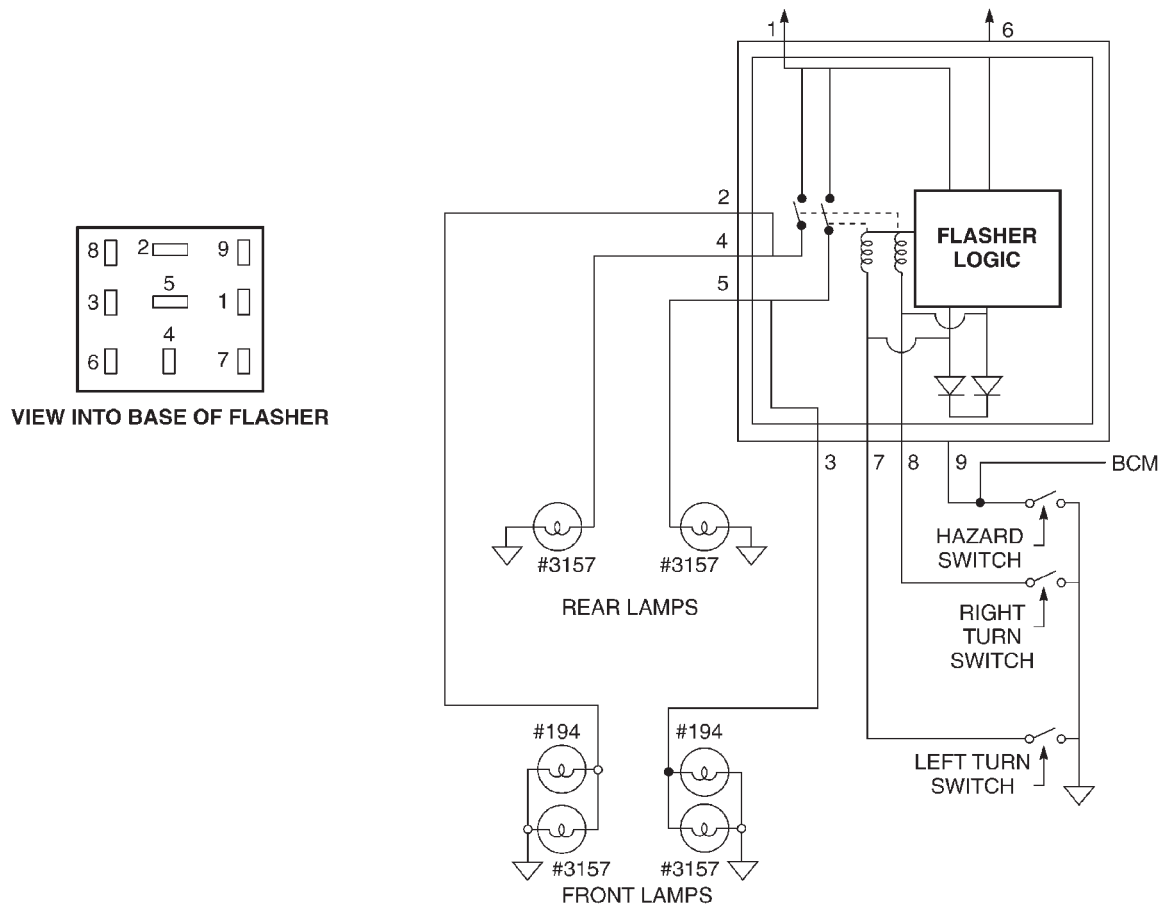 1
6
2
4
5
FLASHER
LOGIC
8
2
9
5
3
1
4
6
7
VIEW INTO BASE OF FLASHER
3
7
8
9
BCM
HAZARD
SWITCH
#3157
#3157
REAR LAMPS
RIGHT
TURN
SWITCH
#194
#194
LEFT TURN
SWITCH
#3157
#3157
FRONT LAMPS